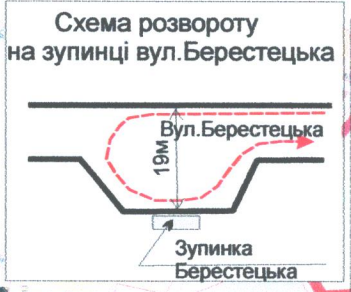 Схема розвороту
на зупинці вул.Берестецька
Вул.Берестецька
19м
Зупинка
Берестецька